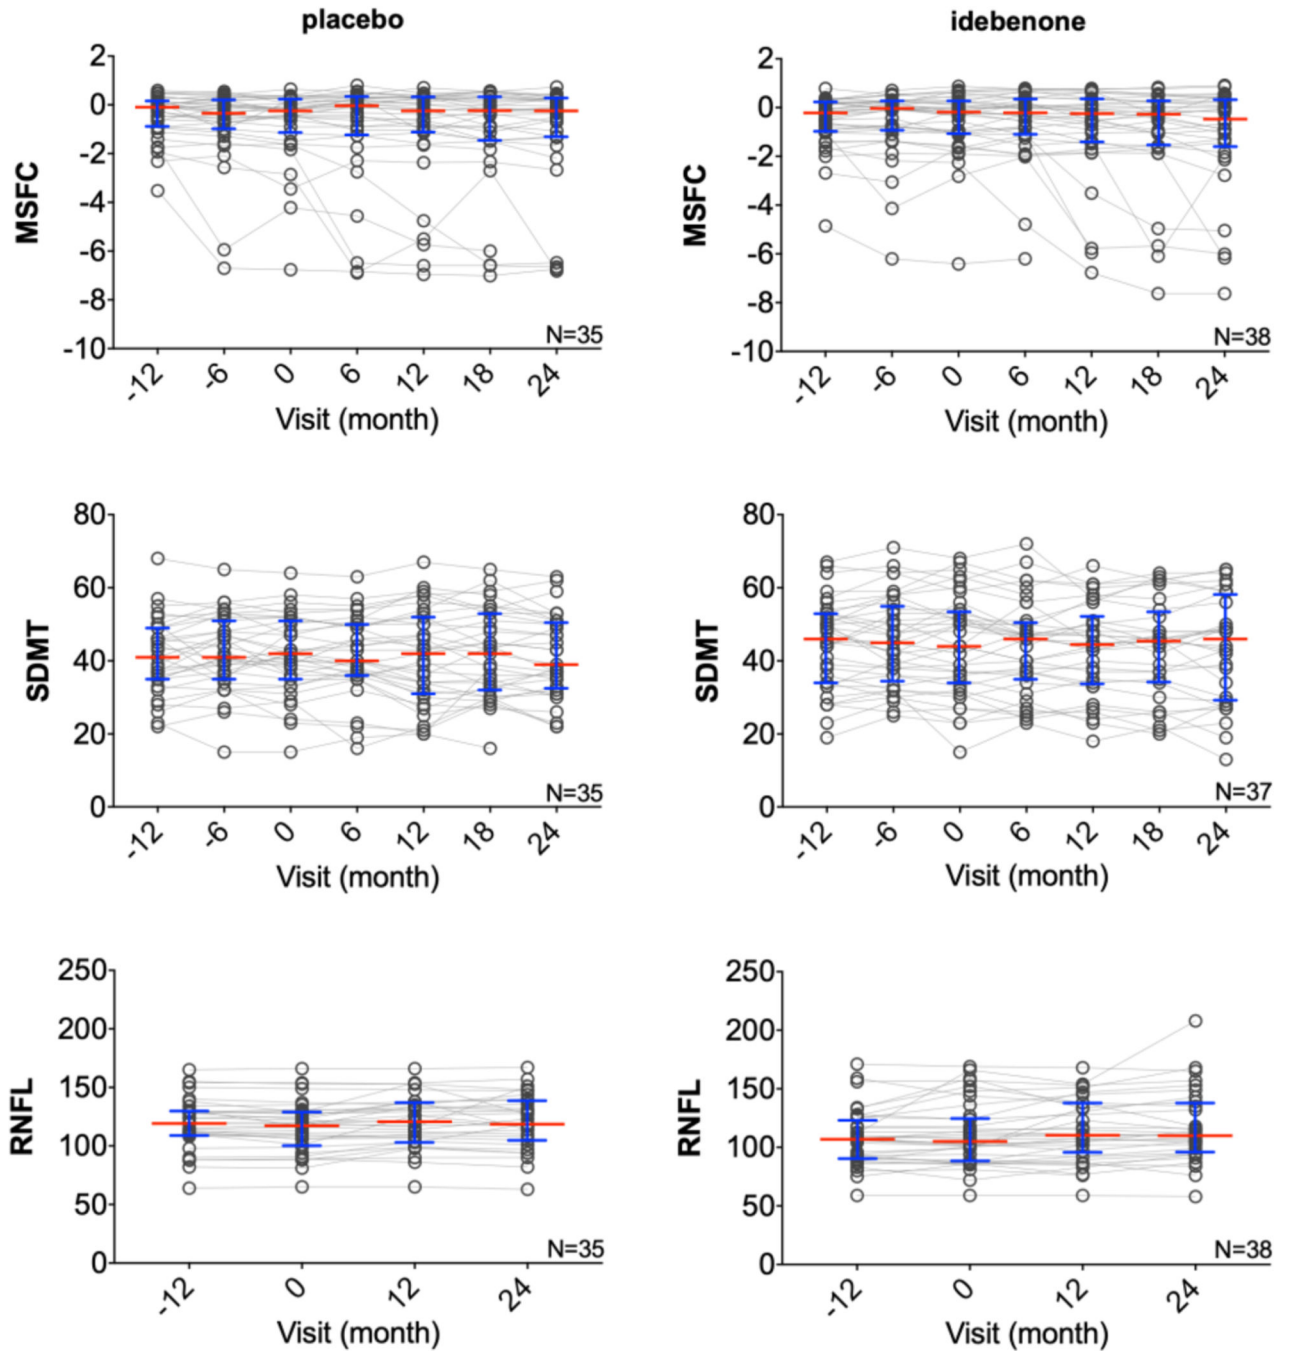 placebo
idebenone
MSFC
2
0
-2
-4
-6
-8
-10
N=35
-12 -6 0 6 12 18 24
Visit (month)
MSFC
2
0
-2
-4
-6
-8
-10
N=38
-12 -6 0 6 12 18 24
Visit (month)
SDMT
80
60
40
20
0
N=35
-12 -6 0 6 12 18 24
Visit (month)
SDMT
80
60
40
20
0
N=37
-12 -6 0 6 12 18 24
Visit (month)
RNFL
250
200
150
100
50
0
N=35
-12 0 12 24
Visit (month)
RNFL
250
200
150
100
50
0
N=38
-12 0 12 24
Visit (month)